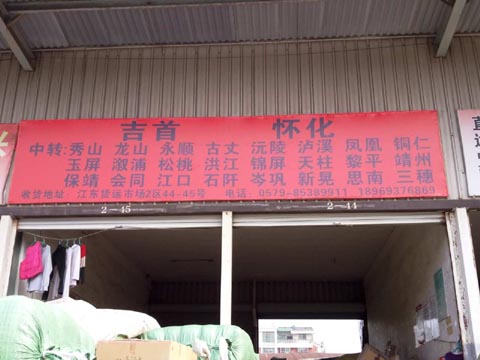 吉首 怀化
中转: 秀山 龙山 永顺 古丈 沅陵 泸溪 凤凰 铜仁
玉屏 溆浦 松桃 洪江 锦屏 天柱 黎平 靖州
保靖 会同 江口 石阡 岑巩 新晃 思南 三穗
收货地址 江东货运市场2区44-45号 电话 0579-85389911 18969376869
2-45 2-44
直